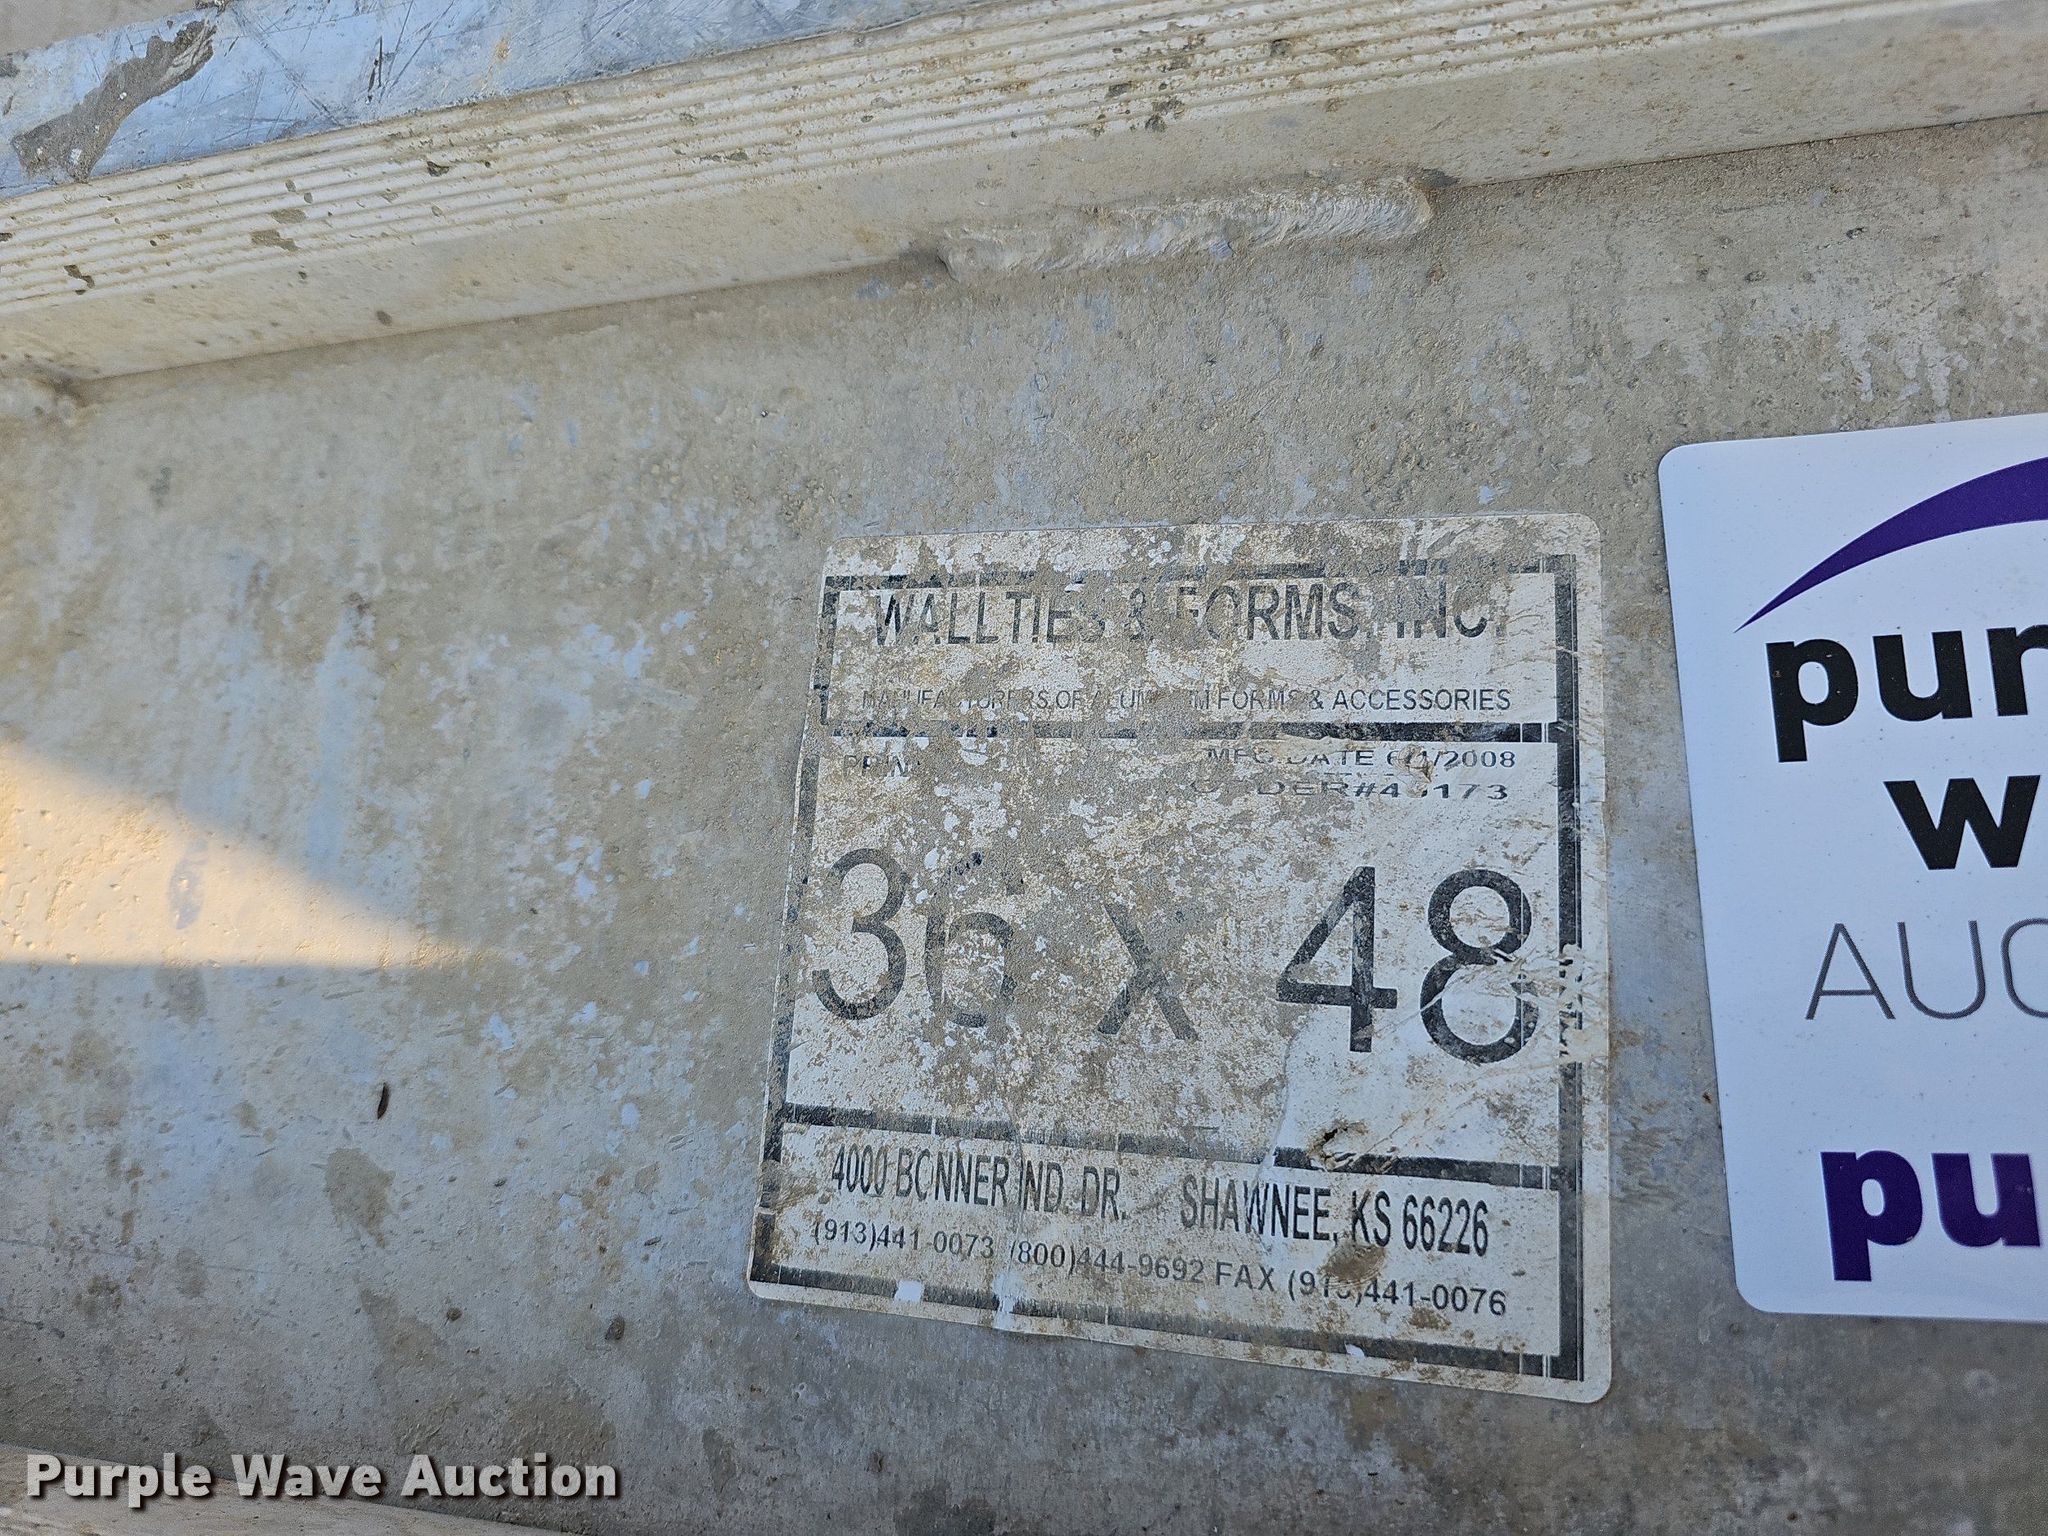 WALLTIES & FORMS, INC.
MANUFACTURERS OF ALUMINUM FORMS & ACCESSORIES
MFG.DATE 6/1/2008
36 x 48
4000 BONNER IND. DR. SHAWNEE, KS 66226
(913)441-0073 (800)444-9692 FAX (913)441-0076
pur
w
AUC
pu
Purple Wave Auction